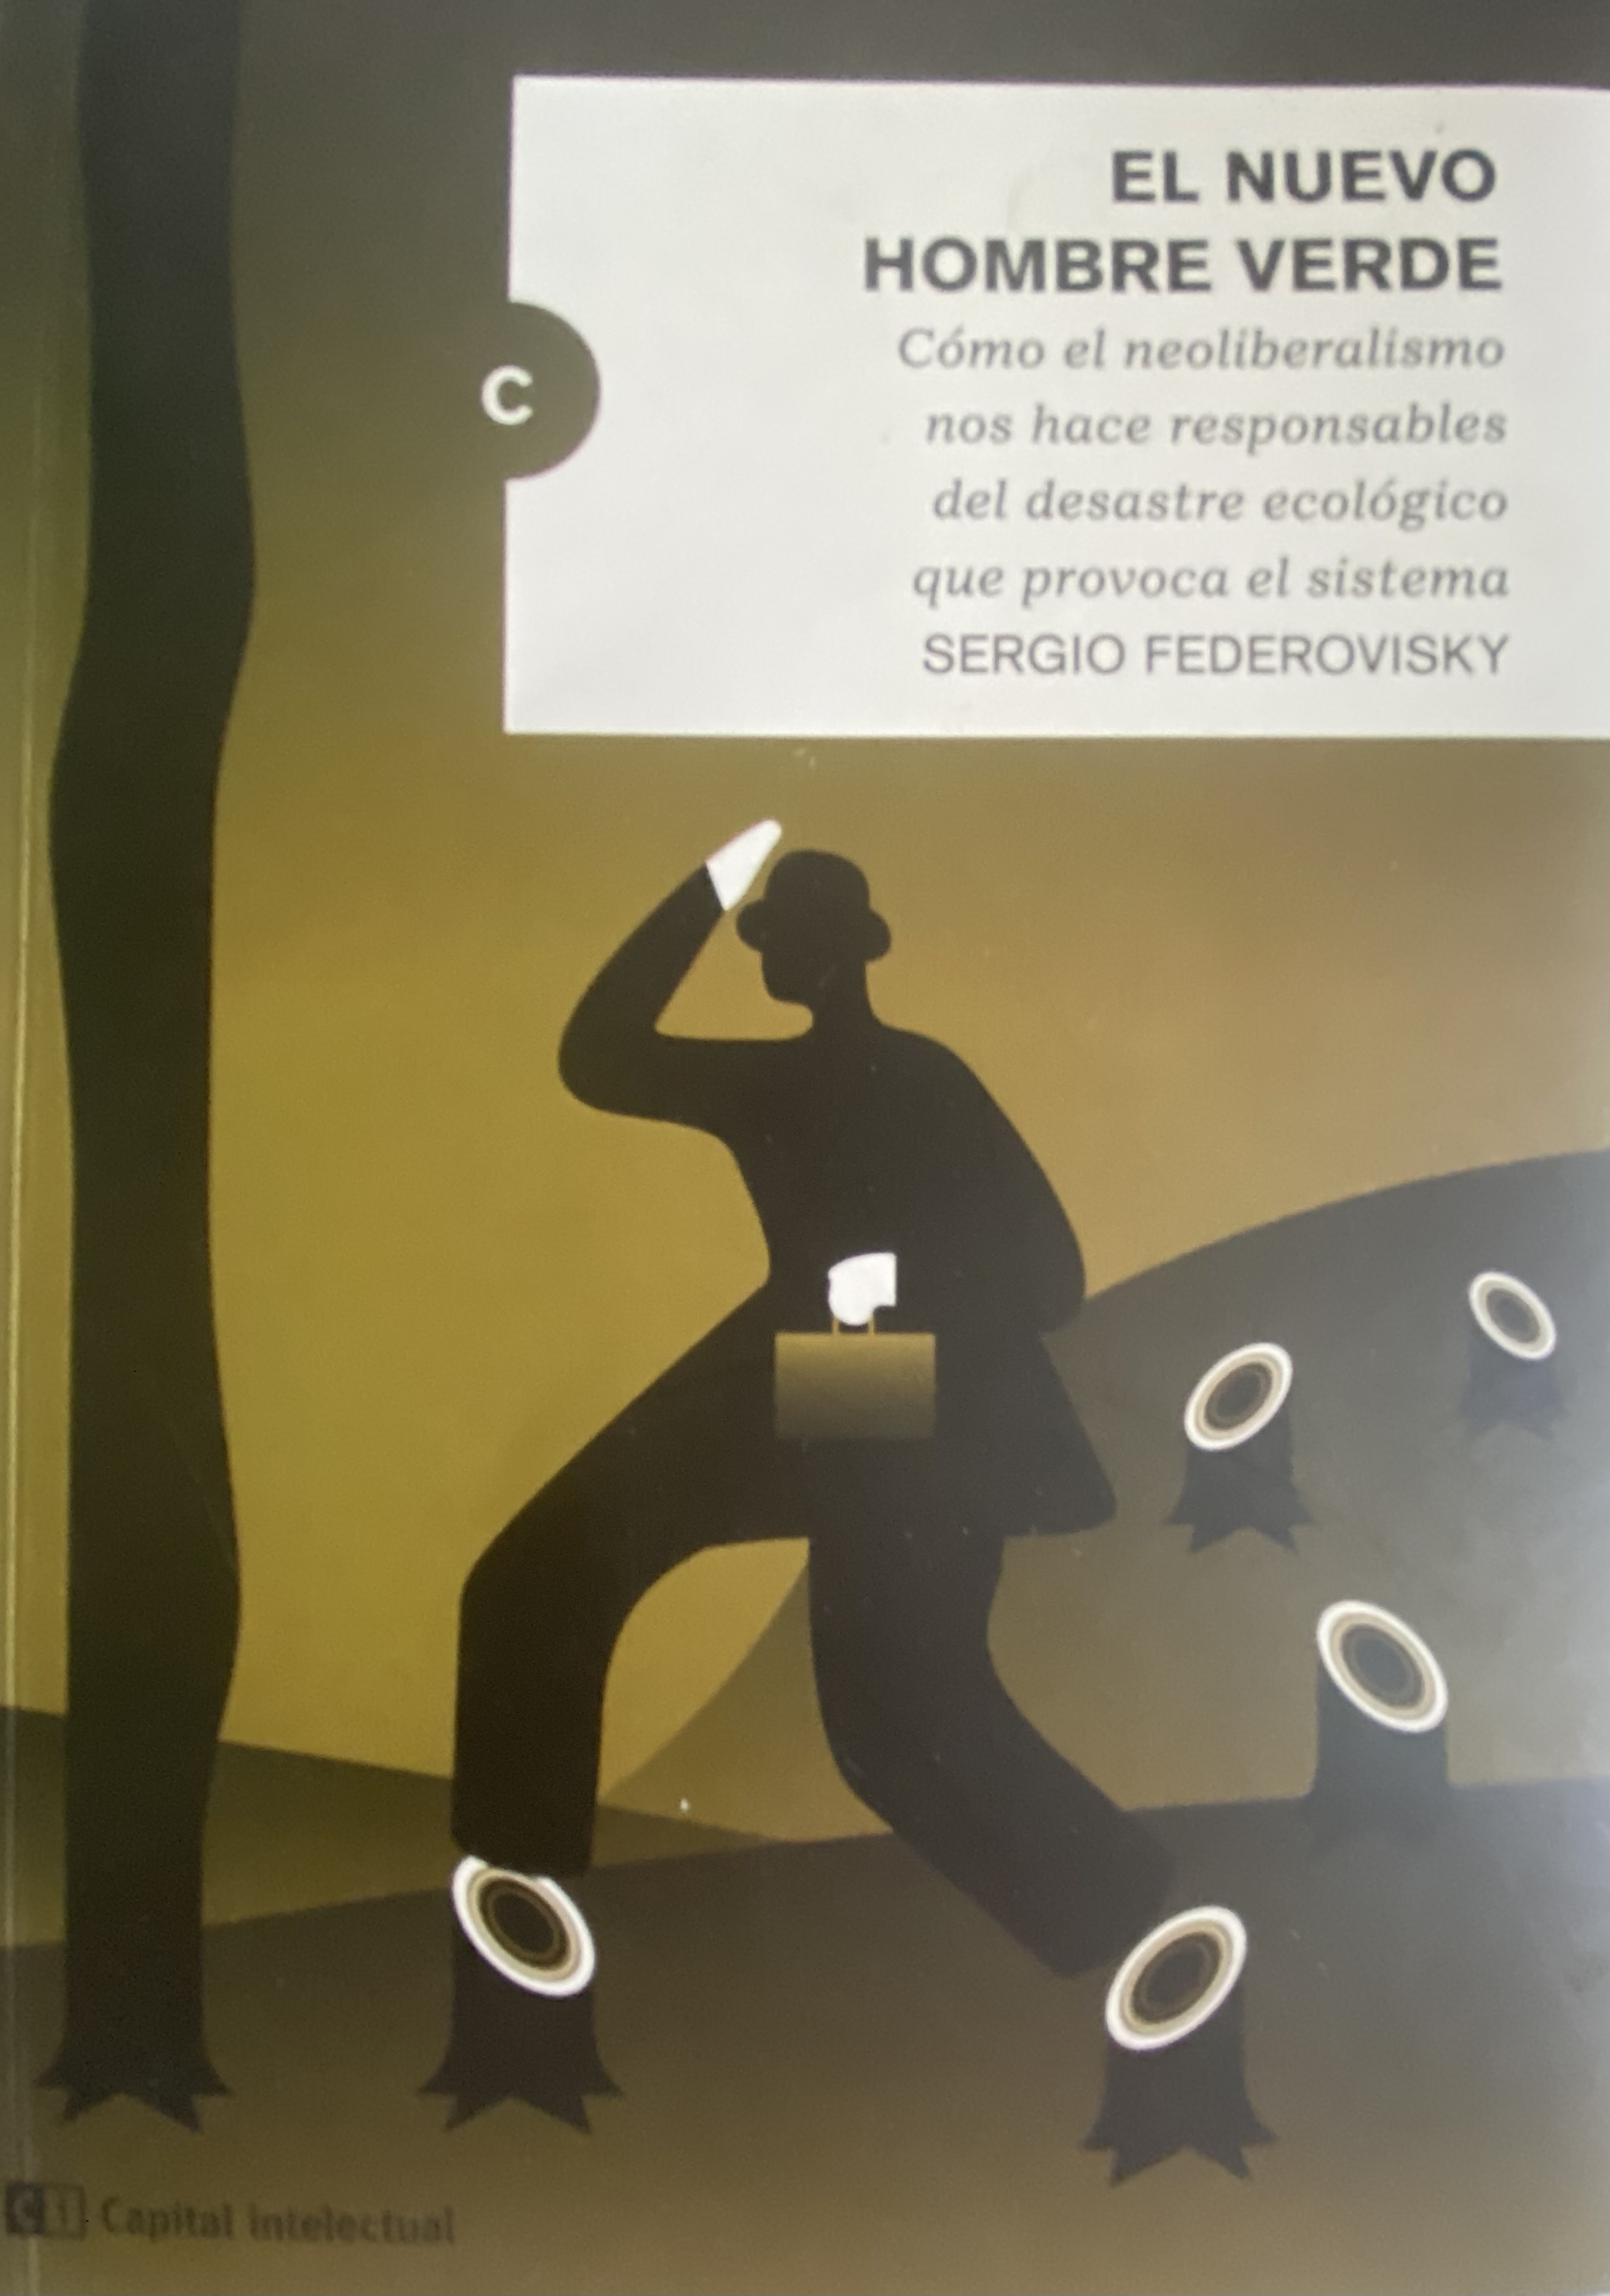 EL NUEVO
HOMBRE VERDE
Cómo el neoliberalismo
nos hace responsables
del desastre ecológico
que provoca el sistema
SERGIO FEDEROVISKY
C
Ci Capital intelectual